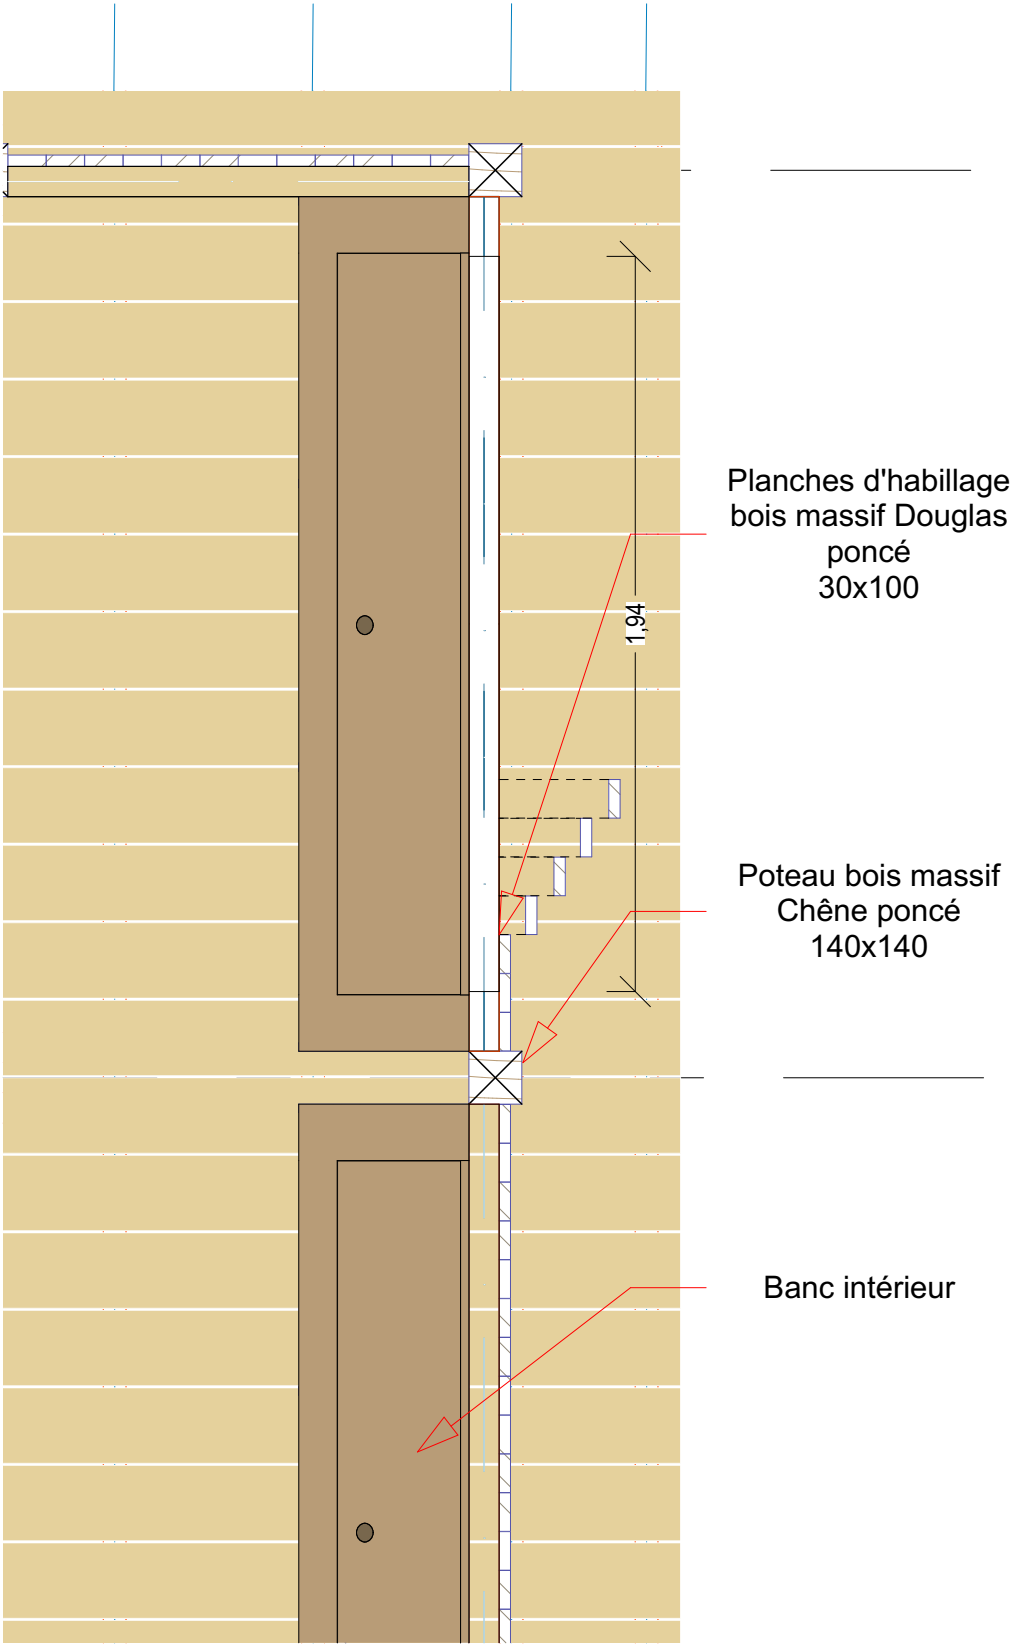 Planches d'habillage
bois massif Douglas
poncé
30x100
1,94
Poteau bois massif
Chêne poncé
140x140
Banc intérieur